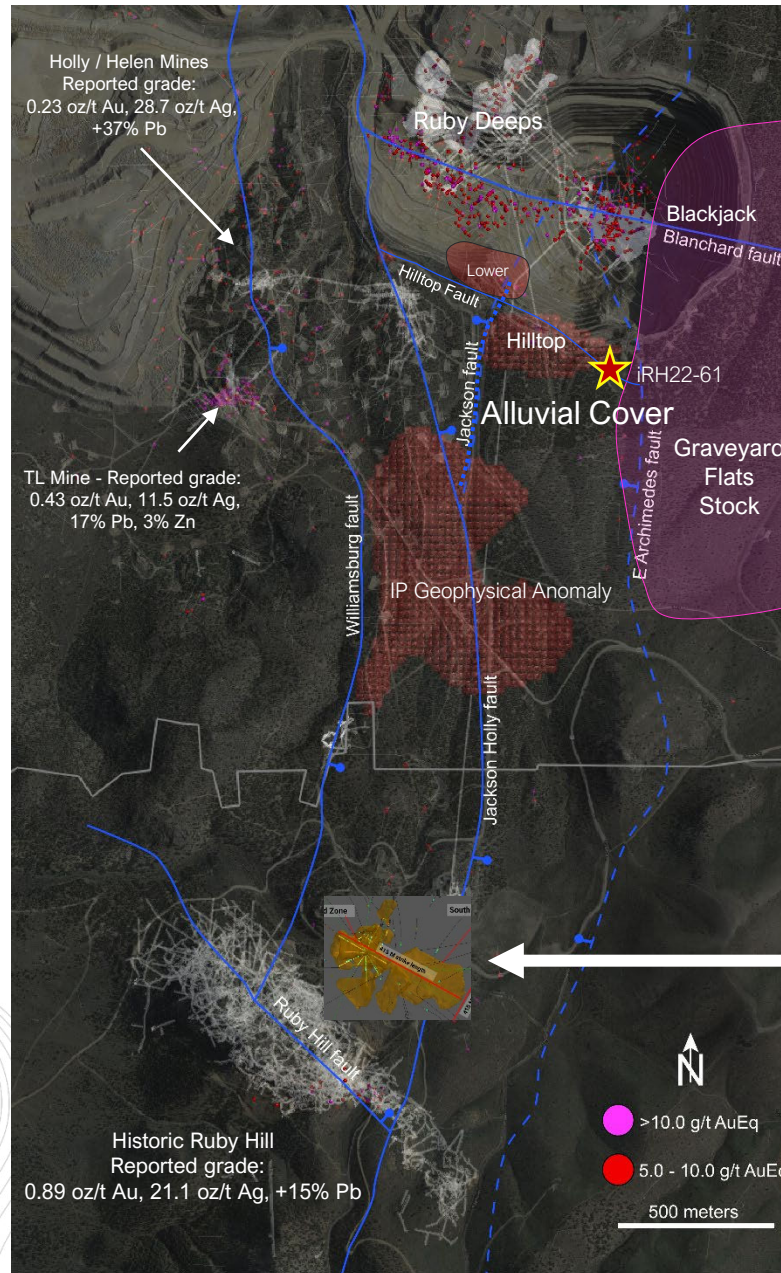 Holly / Helen Mines
Reported grade:
0.23 oz/t Au, 28.7 oz/t Ag,
+37% Pb
Ruby Deeps
Blackjack
Blanchard fault
Lower
Hilltop Fault
Hilltop
iRH22-61
Jackson fault
Alluvial Cover
TL Mine - Reported grade:
0.43 oz/t Au, 11.5 oz/t Ag,
17% Pb, 3% Zn
Graveyard
Flats
Stock
E Archimedes fault
Williamsburg fault
IP Geophysical Anomaly
Jackson Holly fault
d Zone
South
415 M strike length
Ruby Hill fault
N
>10.0 g/t AuEq
5.0 - 10.0 g/t AuEq
500 meters
Historic Ruby Hill
Reported grade:
0.89 oz/t Au, 21.1 oz/t Ag, +15% Pb